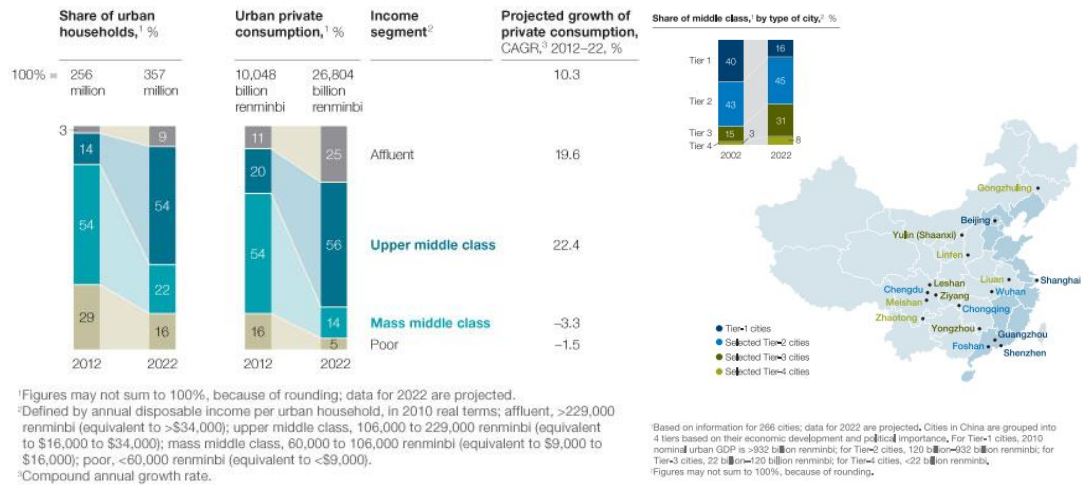 Share of urban
households,¹ %
Urban private
consumption,¹ %
Income
segment²
Projected growth of
private consumption,
CAGR,³ 2012–22, %
100% =
256
million
357
million
10,048
billion
renminbi
26,804
billion
renminbi
10.3
3
14
54
29
9
54
22
16
11
20
54
16
25
56
14
5
Affluent
19.6
Upper middle class
22.4
Mass middle class
–3.3
Poor
–1.5
2012
2022
2012
2022
¹Figures may not sum to 100%, because of rounding; data for 2022 are projected.
²Defined by annual disposable income per urban household, in 2010 real terms; affluent, >229,000
renminbi (equivalent to >$34,000); upper middle class, 106,000 to 229,000 renminbi (equivalent
to $16,000 to $34,000); mass middle class, 60,000 to 106,000 renminbi (equivalent to $9,000 to
$16,000); poor, <60,000 renminbi (equivalent to <$9,000).
³Compound annual growth rate.
Share of middle class,¹ by type of city,² %
Tier 1
Tier 2
Tier 3
Tier 4
40
43
15
3
16
45
31
8
2002
2022
Gongzhuling
Beijing
Yulin (Shaanxi)
Linfen
Liuan
Shanghai
Leshan
Chengdu
Ziyang
Wuhan
Meishan
Chongqing
Zhaotong
Yongzhou
Guangzhou
Foshan
Shenzhen
Tier-1 cities
Selected Tier-2 cities
Selected Tier-3 cities
Selected Tier-4 cities
¹Based on information for 266 cities; data for 2022 are projected. Cities in China are grouped into
4 tiers based on their economic development and political importance. For Tier-1 cities, 2010
nominal urban GDP is >932 billion renminbi; for Tier-2 cities, 120 billion–932 billion renminbi; for
Tier-3 cities, 22 billion–120 billion renminbi; for Tier-4 cities, <22 billion renminbi.
²Figures may not sum to 100%, because of rounding.